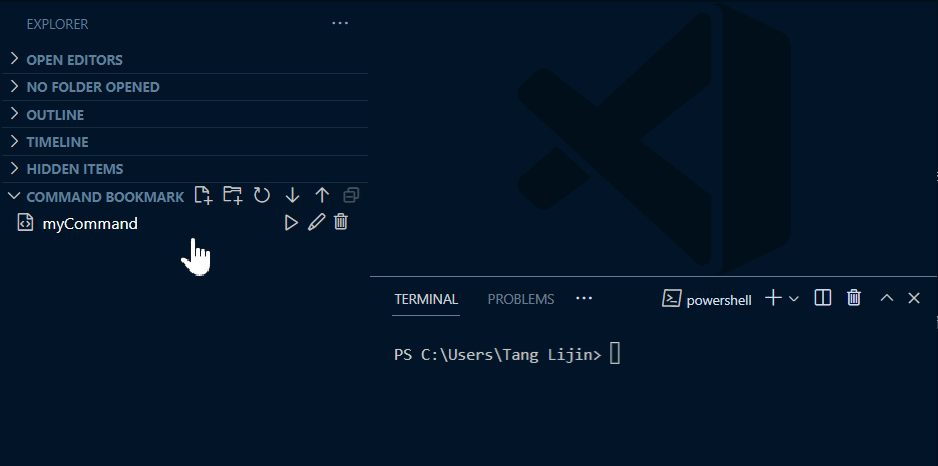 EXPLORER
OPEN EDITORS
NO FOLDER OPENED
OUTLINE
TIMELINE
HIDDEN ITEMS
COMMAND BOOKMARK
myCommand
TERMINAL PROBLEMS powershell
PS C:\Users\Tang Lijin>